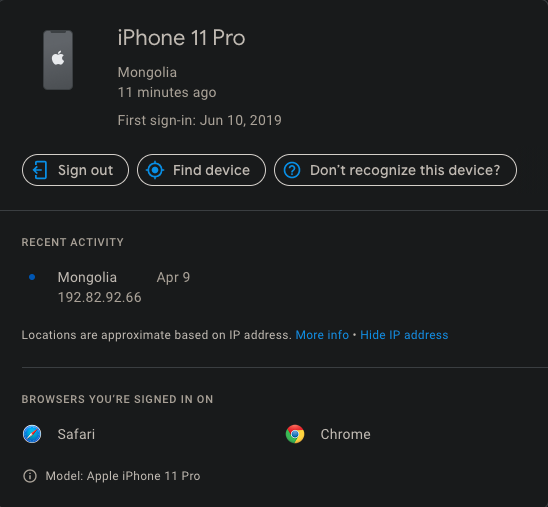 iPhone 11 Pro
Mongolia
11 minutes ago
First sign-in: Jun 10, 2019
Sign out Find device Don't recognize this device?
RECENT ACTIVITY
Mongolia Apr 9
192.82.92.66
Locations are approximate based on IP address. More info • Hide IP address
BROWSERS YOU'RE SIGNED IN ON
Safari Chrome
Model: Apple iPhone 11 Pro